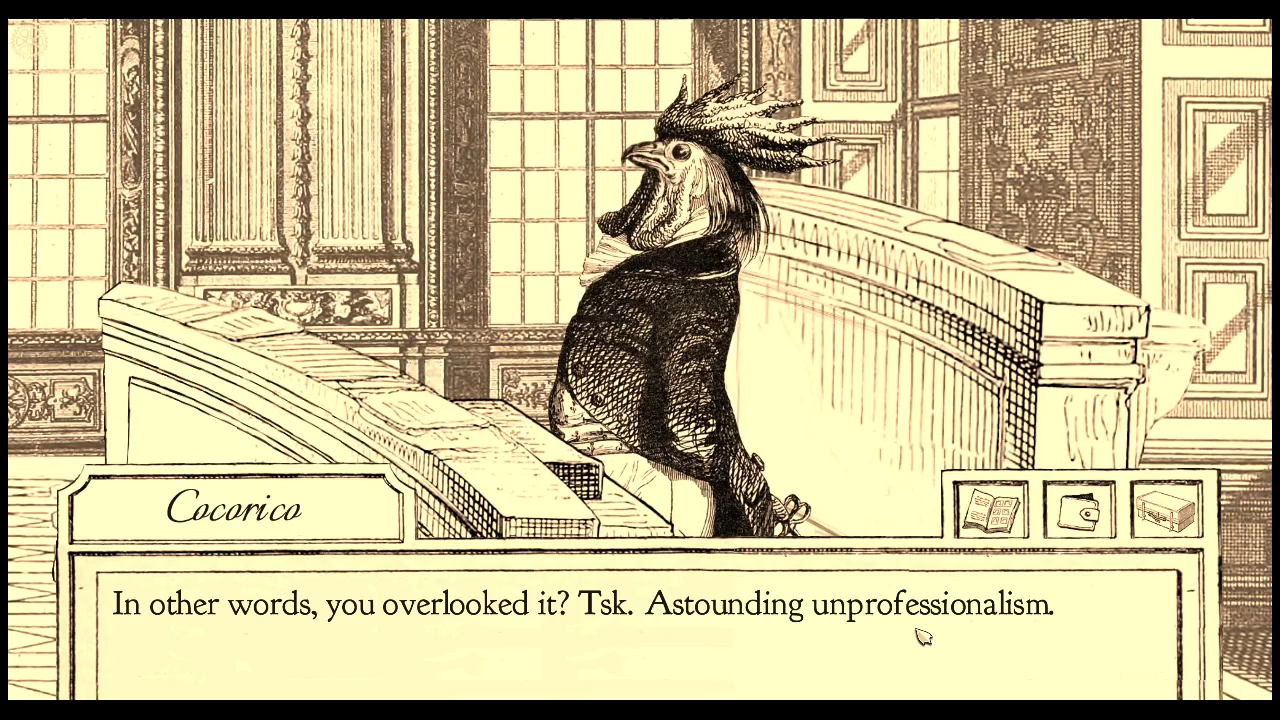 Cocorico
In other words, you overlooked it? Tsk. Astounding unprofessionalism.